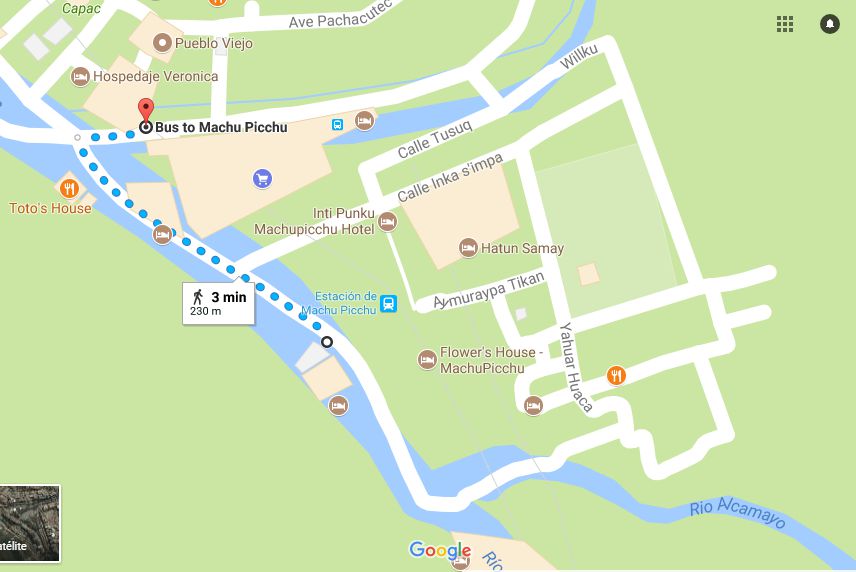 Capac
Ave Pachacutec
Pueblo Viejo
Hospedaje Veronica
Willku
Bus to Machu Picchu
Calle Tusuq
Calle Inka s'impa
Toto's House
Inti Punku
Machupicchu Hotel
Hatun Samay
3 min
230 m
Estación de
Machu Picchu
Aymuraypa Tikan
Yahuar Huaca
Flower's House -
MachuPicchu
Río Alcamayo
atélite
Google
Río